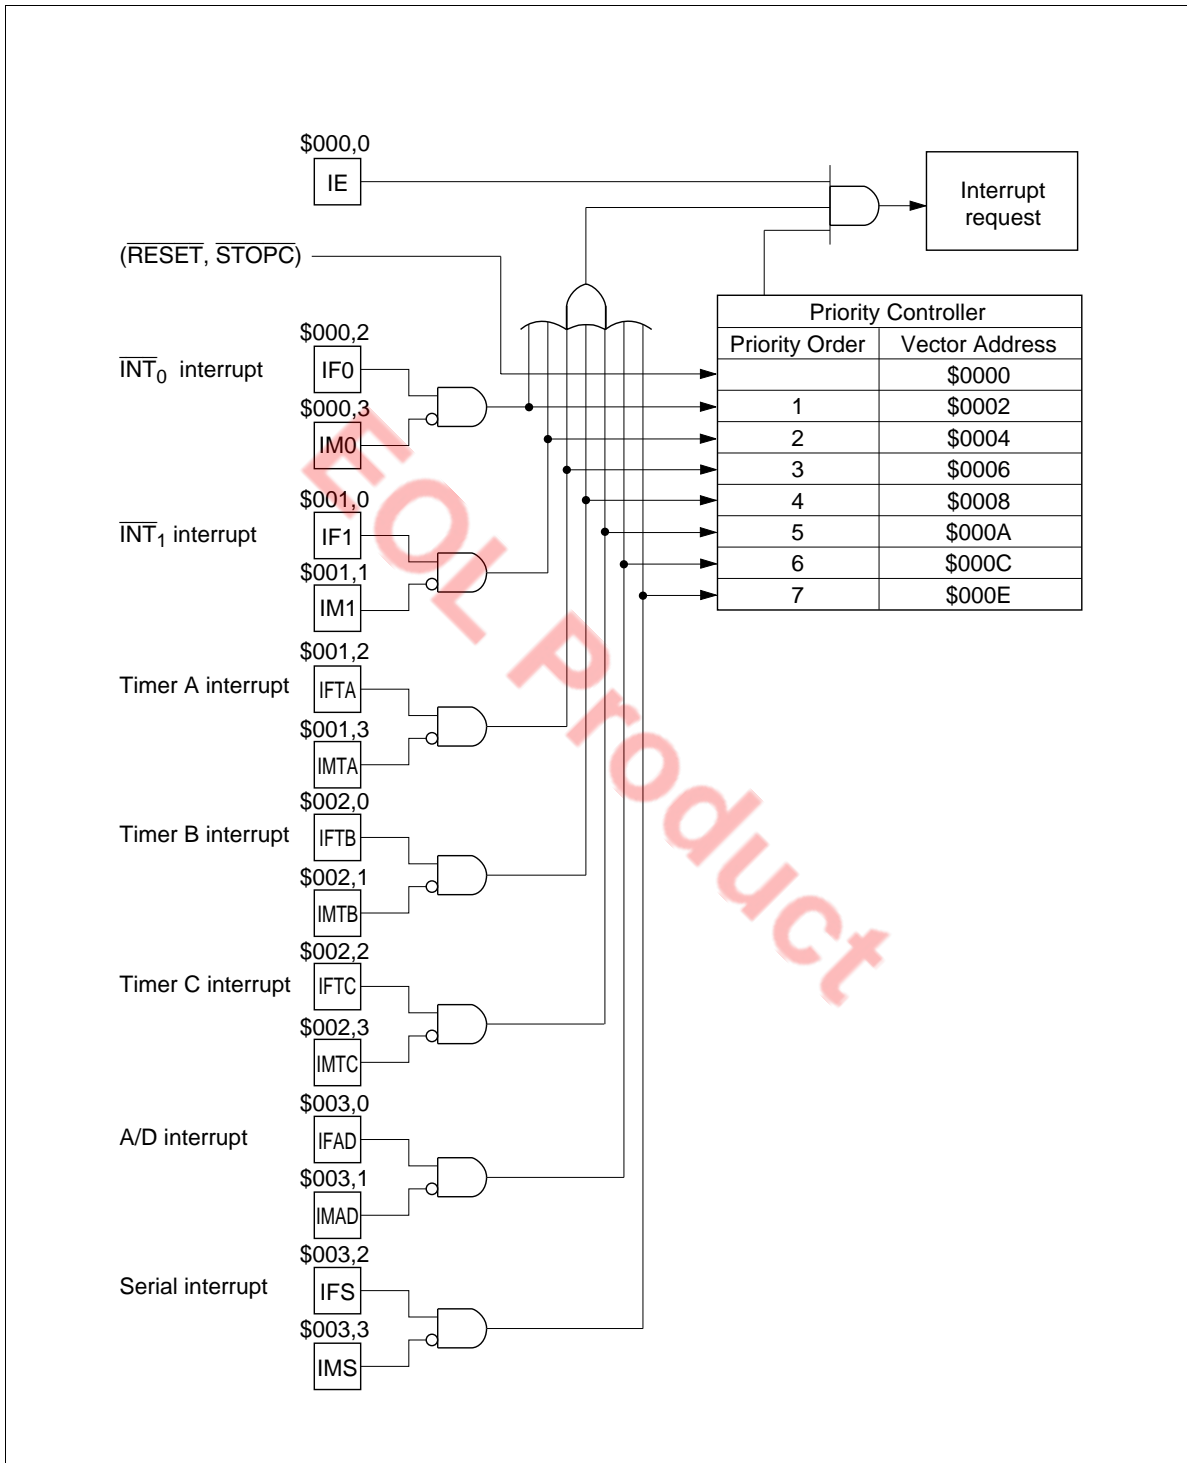 $000,0
IE
Interrupt
request
(RESET, STOPC)
Priority Controller
Priority Order Vector Address
$0000
1 $0002
2 $0004
3 $0006
4 $0008
5 $000A
6 $000C
7 $000E
$000,2
INT0 interrupt
IF0
$000,3
IM0
$001,0
INT1 interrupt
IF1
$001,1
IM1
$001,2
Timer A interrupt
IFTA
$001,3
IMTA
$002,0
Timer B interrupt
IFTB
$002,1
IMTB
$002,2
Timer C interrupt
IFTC
$002,3
IMTC
$003,0
A/D interrupt
IFAD
$003,1
IMAD
$003,2
Serial interrupt
IFS
$003,3
IMS
EOL Product